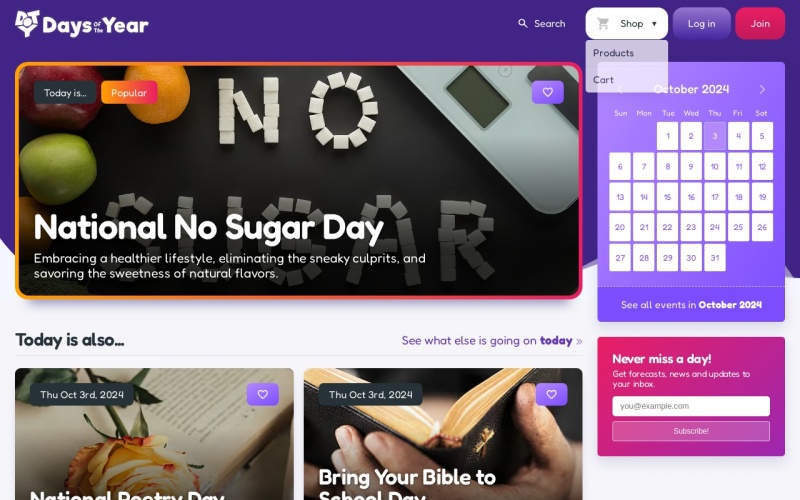 DOT
Days of The Year
Search
Shop ▼
Log in
Join
Products
Cart
Today is...
Popular
NO
SUGAR
National No Sugar Day
Embracing a healthier lifestyle, eliminating the sneaky culprits, and
savoring the sweetness of natural flavors.
October 2024
Sun Mon Tue Wed Thu Fri Sat
1 2 3 4 5
6 7 8 9 10 11 12
13 14 15 16 17 18 19
20 21 22 23 24 25 26
27 28 29 30 31
See all events in October 2024
Today is also...
See what else is going on today »
Thu Oct 3rd, 2024
National Poetry Day
Thu Oct 3rd, 2024
Bring Your Bible to
School Day
Never miss a day!
Get forecasts, news and updates to
your inbox.
you@example.com
Subscribe!